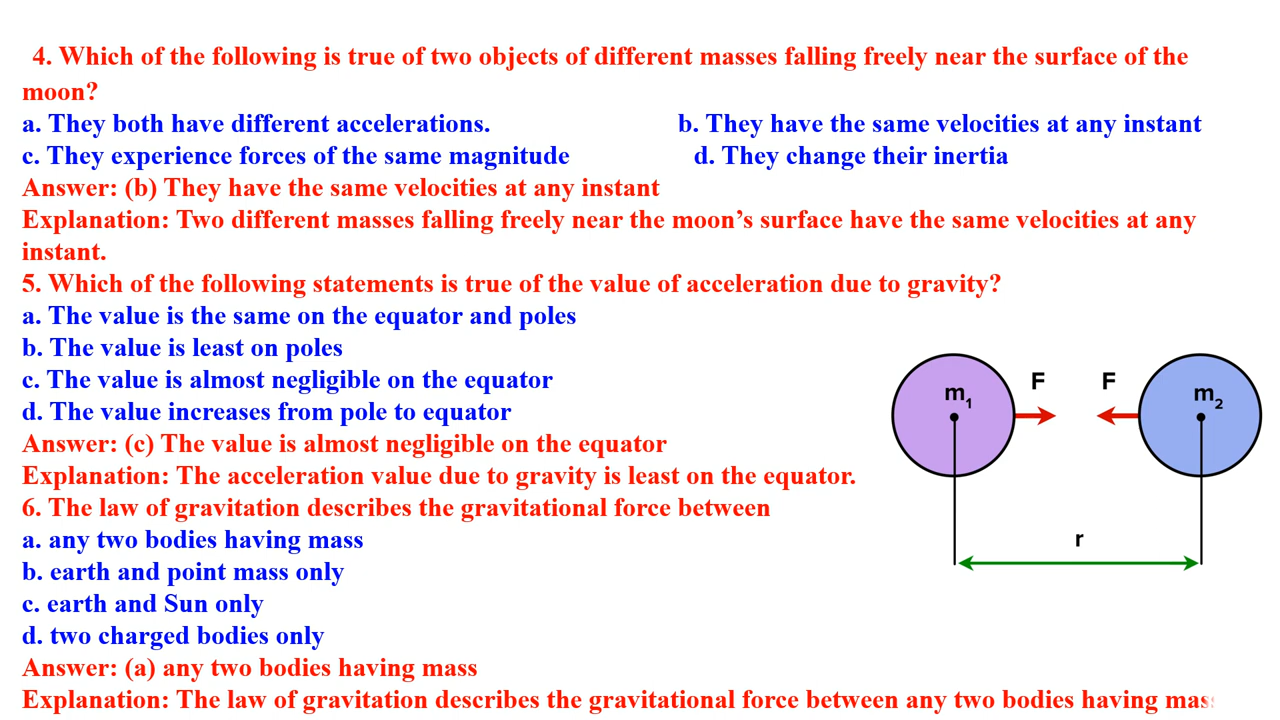 4. Which of the following is true of two objects of different masses falling freely near the surface of the
moon?
a. They both have different accelerations. b. They have the same velocities at any instant
c. They experience forces of the same magnitude d. They change their inertia
Answer: (b) They have the same velocities at any instant
Explanation: Two different masses falling freely near the moon’s surface have the same velocities at any
instant.
5. Which of the following statements is true of the value of acceleration due to gravity?
a. The value is the same on the equator and poles
b. The value is least on poles
c. The value is almost negligible on the equator
d. The value increases from pole to equator
Answer: (c) The value is almost negligible on the equator
Explanation: The acceleration value due to gravity is least on the equator.
6. The law of gravitation describes the gravitational force between
a. any two bodies having mass
b. earth and point mass only
c. earth and Sun only
d. two charged bodies only
Answer: (a) any two bodies having mass
Explanation: The law of gravitation describes the gravitational force between any two bodies having mass
F F
m₁ m₂
r